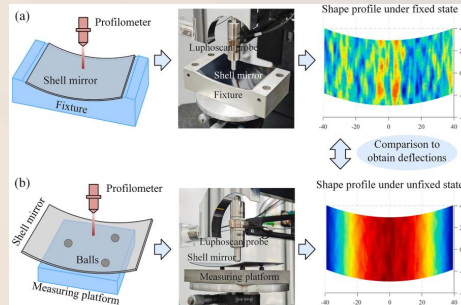 (a)
Profilometer
Shell mirror
Fixture
Luphoscan probe
Shell mirror
Fixture
Shape profile under fixed state
-40 -20 0 20 40
Comparison to
obtain deflections
(b)
Profilometer
Shell mirror
Balls
Measuring platform
Luphoscan probe
Shell mirror
Measuring platform
Shape profile under unfixed state
-40 -20 0 20 40